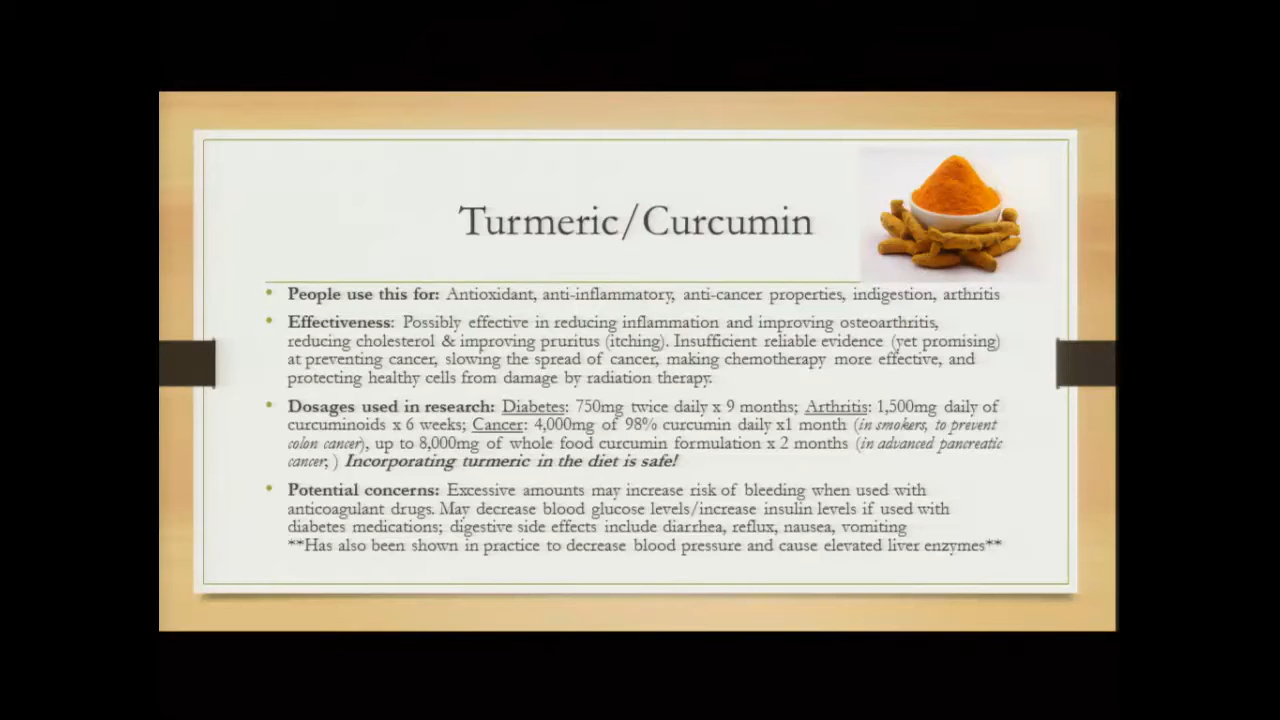 Turmeric/Curcumin
• People use this for: Antioxidant, anti-inflammatory, anti-cancer properties, indigestion, arthritis
• Effectiveness: Possibly effective in reducing inflammation and improving osteoarthritis,
reducing cholesterol & improving pruritus (itching). Insufficient reliable evidence (yet promising)
at preventing cancer, slowing the spread of cancer, making chemotherapy more effective, and
protecting healthy cells from damage by radiation therapy.
• Dosages used in research: Diabetes: 750mg twice daily x 9 months; Arthritis: 1,500mg daily of
curcuminoids x 6 weeks; Cancer: 4,000mg of 98% curcumin daily x1 month (in smokers, to prevent
colon cancer), up to 8,000mg of whole food curcumin formulation x 2 months (in advanced pancreatic
cancer; ) Incorporating turmeric in the diet is safe!
• Potential concerns: Excessive amounts may increase risk of bleeding when used with
anticoagulant drugs. May decrease blood glucose levels/increase insulin levels if used with
diabetes medications; digestive side effects include diarrhea, reflux, nausea, vomiting
**Has also been shown in practice to decrease blood pressure and cause elevated liver enzymes**